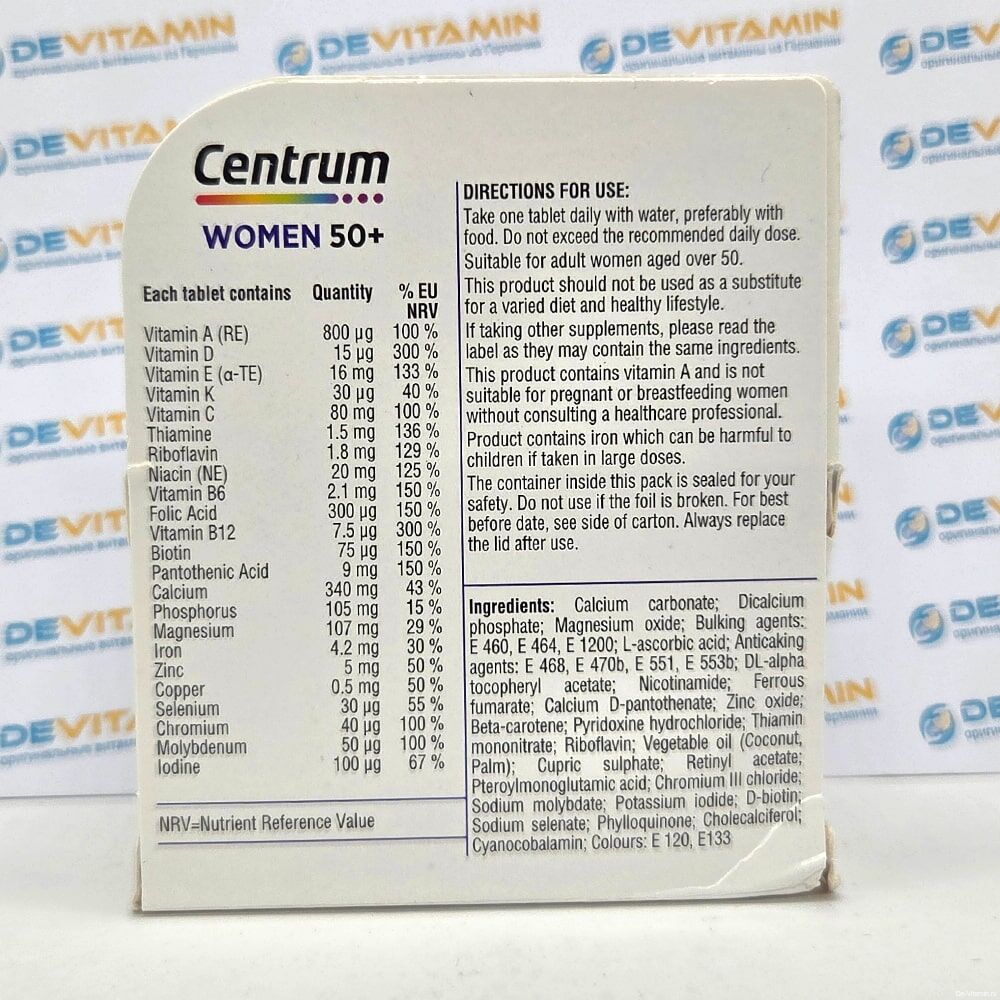 DEVITAMIN
DEVITAMIN
оригинальные витамины из Германии
DEVITAMIN
оригинальные витамины из Германии
Centrum
WOMEN 50+
Each tablet contains Quantity % EU
NRV
Vitamin A (RE) 800 µg 100 %
Vitamin D 15 µg 300 %
Vitamin E (α-TE) 16 mg 133 %
Vitamin K 30 µg 40 %
Vitamin C 80 mg 100 %
Thiamine 1.5 mg 136 %
Riboflavin 1.8 mg 129 %
Niacin (NE) 20 mg 125 %
Vitamin B6 2.1 mg 150 %
Folic Acid 300 µg 150 %
Vitamin B12 7.5 µg 300 %
Biotin 75 µg 150 %
Pantothenic Acid 9 mg 150 %
Calcium 340 mg 43 %
Phosphorus 105 mg 15 %
Magnesium 107 mg 29 %
Iron 4.2 mg 30 %
Zinc 5 mg 50 %
Copper 0.5 mg 50 %
Selenium 30 µg 55 %
Chromium 40 µg 100 %
Molybdenum 50 µg 100 %
Iodine 100 µg 67 %
NRV=Nutrient Reference Value
DIRECTIONS FOR USE:
Take one tablet daily with water, preferably with
food. Do not exceed the recommended daily dose.
Suitable for adult women aged over 50.
This product should not be used as a substitute
for a varied diet and healthy lifestyle.
If taking other supplements, please read the
label as they may contain the same ingredients.
This product contains vitamin A and is not
suitable for pregnant or breastfeeding women
without consulting a healthcare professional.
Product contains iron which can be harmful to
children if taken in large doses.
The container inside this pack is sealed for your
safety. Do not use if the foil is broken. For best
before date, see side of carton. Always replace
the lid after use.
Ingredients: Calcium carbonate; Dicalcium
phosphate; Magnesium oxide; Bulking agents:
E 460, E 464, E 1200; L-ascorbic acid; Anticaking
agents: E 468, E 470b, E 551, E 553b; DL-alpha
tocopheryl acetate; Nicotinamide; Ferrous
fumarate; Calcium D-pantothenate; Zinc oxide;
Beta-carotene; Pyridoxine hydrochloride; Thiamin
mononitrate; Riboflavin; Vegetable oil (Coconut,
Palm); Cupric sulphate; Retinyl acetate;
Pteroylmonoglutamic acid; Chromium III chloride;
Sodium molybdate; Potassium iodide; D-biotin;
Sodium selenate; Phylloquinone; Cholecalciferol;
Cyanocobalamin; Colours: E 120, E133